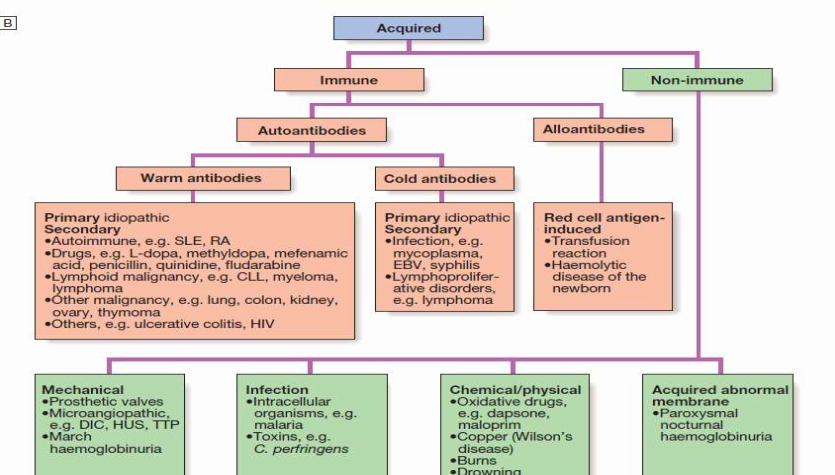 B
Acquired
Immune
Non-immune
Autoantibodies
Alloantibodies
Warm antibodies
Cold antibodies
Primary idiopathic
Secondary
•Autoimmune, e.g. SLE, RA
•Drugs, e.g. L-dopa, methyldopa, mefenamic
acid, penicillin, quinidine, fludarabine
•Lymphoid malignancy, e.g. CLL, myeloma,
lymphoma
•Other malignancy, e.g. lung, colon, kidney,
ovary, thymoma
•Others, e.g. ulcerative colitis, HIV
Primary idiopathic
Secondary
•Infection, e.g.
mycoplasma,
EBV, syphilis
•Lymphoprolifer-
ative disorders,
e.g. lymphoma
Red cell antigen-
induced
•Transfusion
reaction
•Haemolytic
disease of the
newborn
Mechanical
•Prosthetic valves
•Microangiopathic,
e.g. DIC, HUS, TTP
•March
haemoglobinuria
Infection
•Intracellular
organisms, e.g.
malaria
•Toxins, e.g.
C. perfringens
Chemical/physical
•Oxidative drugs,
e.g. dapsone,
maloprim
•Copper (Wilson's
disease)
•Burns
•Drowning
Acquired abnormal
membrane
•Paroxysmal
nocturnal
haemoglobinuria